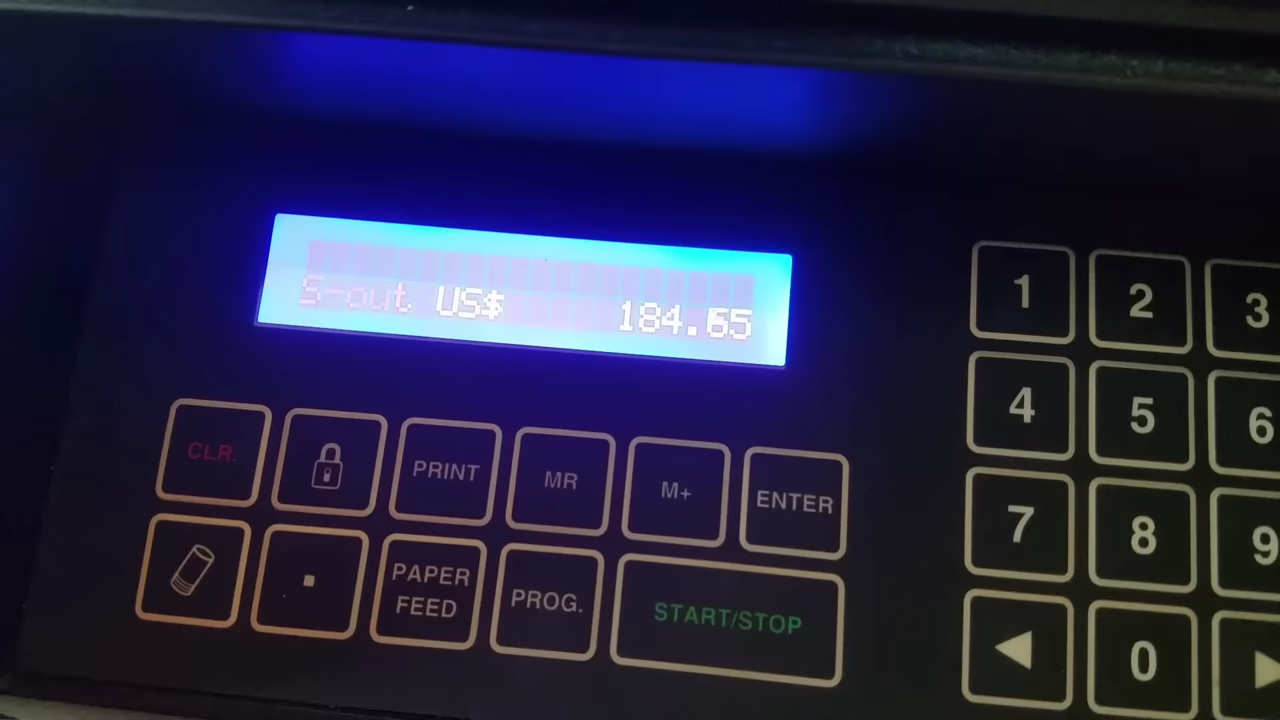 S-out US$ 184.65
1 2 3
4 5 6
CLR. PRINT MR M+ ENTER
7 8 9
PAPER FEED PROG. START/STOP
0